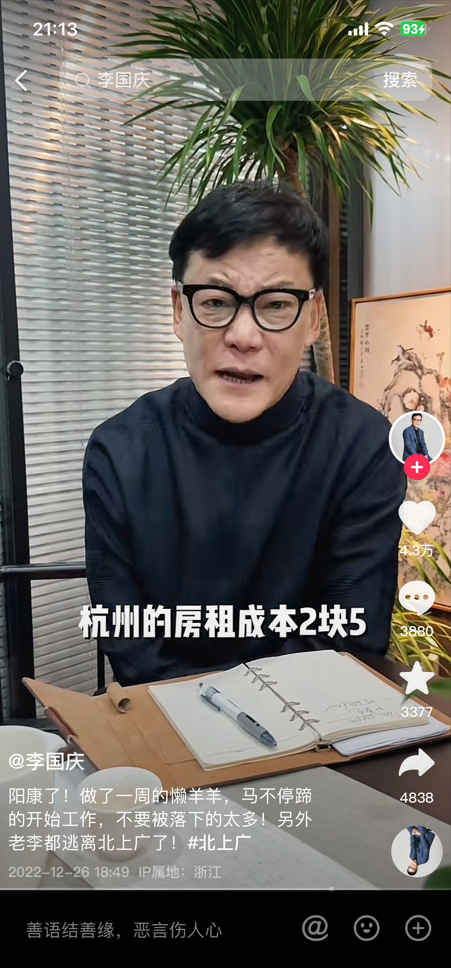 21:13
93
李国庆
搜索
杭州的房租成本2块5
4.3万
3880
3377
4838
@李国庆
阳康了！做了一周的懒羊羊，马不停蹄
的开始工作，不要被落下的太多！另外
老李都逃离北上广了！#北上广
2022-12-26 18:49 IP属地：浙江
善语结善缘，恶言伤人心